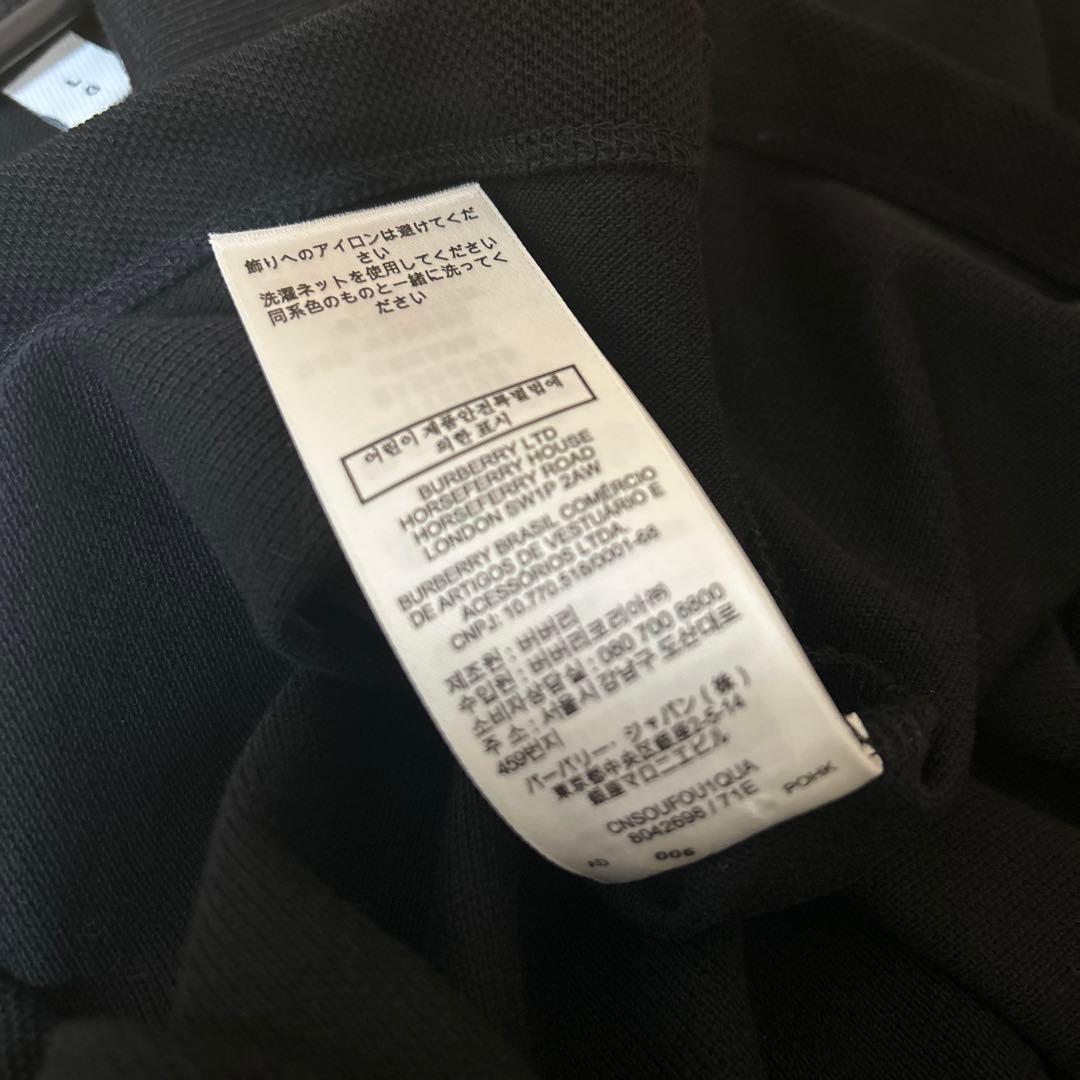 飾りへのアイロンは避けてくだ
さい
洗濯ネットを使用してください
同系色のものと一緒に洗ってく
ださい
어린이 제품안전특별법에
의한 표시
BURBERRY LTD
HORSEFERRY HOUSE
HORSEFERRY ROAD
LONDON SW1P 2AW
BURBERRY BRASIL COMÉRCIO
DE ARTIGOS DE VESTUÁRIO E
ACESSORIOS LTDA.
CNPJ: 10.770.518/0001-68
제조원 : 버버리
수입원 : 버버리코리아㈜
소비자상담실 : 080 700 8800
주 소 : 서울시 강남구 도산대로
459번지
バーバリー・ジャパン(株)
東京都中央区銀座2-5-14
銀座マロニエビル
CNSOUFOU1QUA
8042698 / 71E
POHK
AD 006